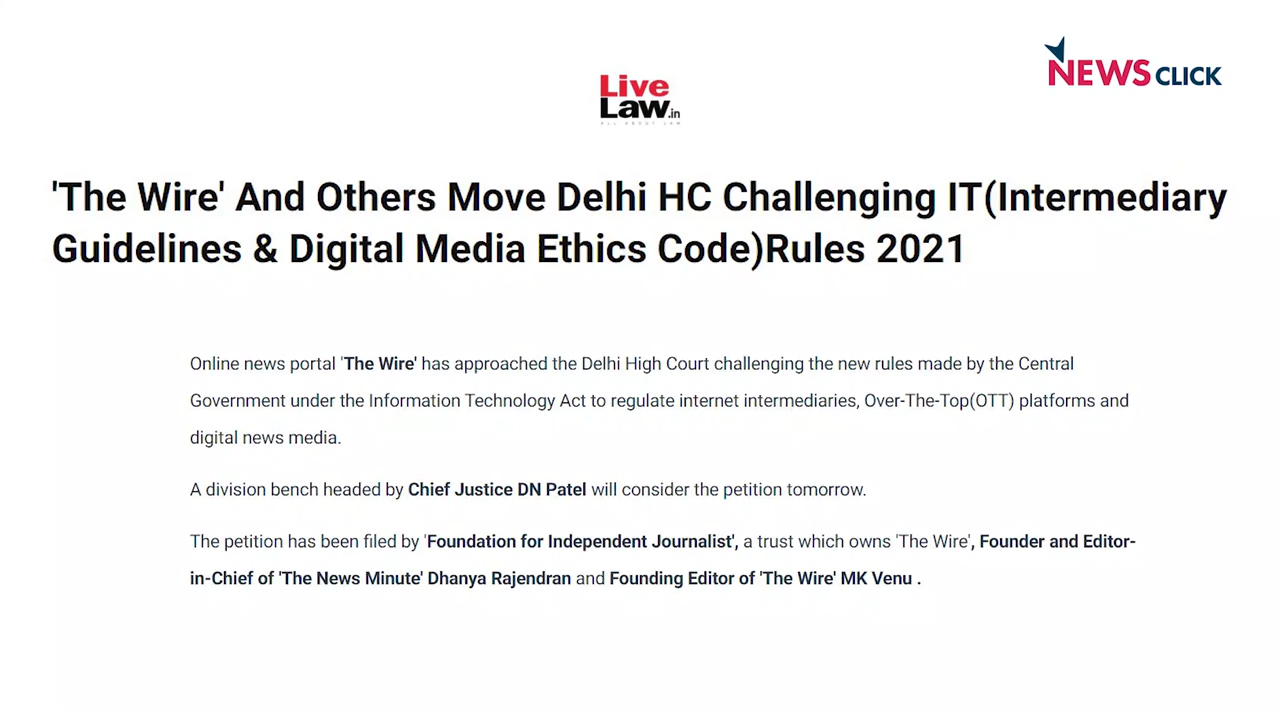 NEWS CLICK
Live
Law.in
ALL ABOUT LAW
'The Wire' And Others Move Delhi HC Challenging IT(Intermediary
Guidelines & Digital Media Ethics Code)Rules 2021
Online news portal 'The Wire' has approached the Delhi High Court challenging the new rules made by the Central
Government under the Information Technology Act to regulate internet intermediaries, Over-The-Top(OTT) platforms and
digital news media.
A division bench headed by Chief Justice DN Patel will consider the petition tomorrow.
The petition has been filed by 'Foundation for Independent Journalist', a trust which owns 'The Wire', Founder and Editor-
in-Chief of 'The News Minute' Dhanya Rajendran and Founding Editor of 'The Wire' MK Venu .